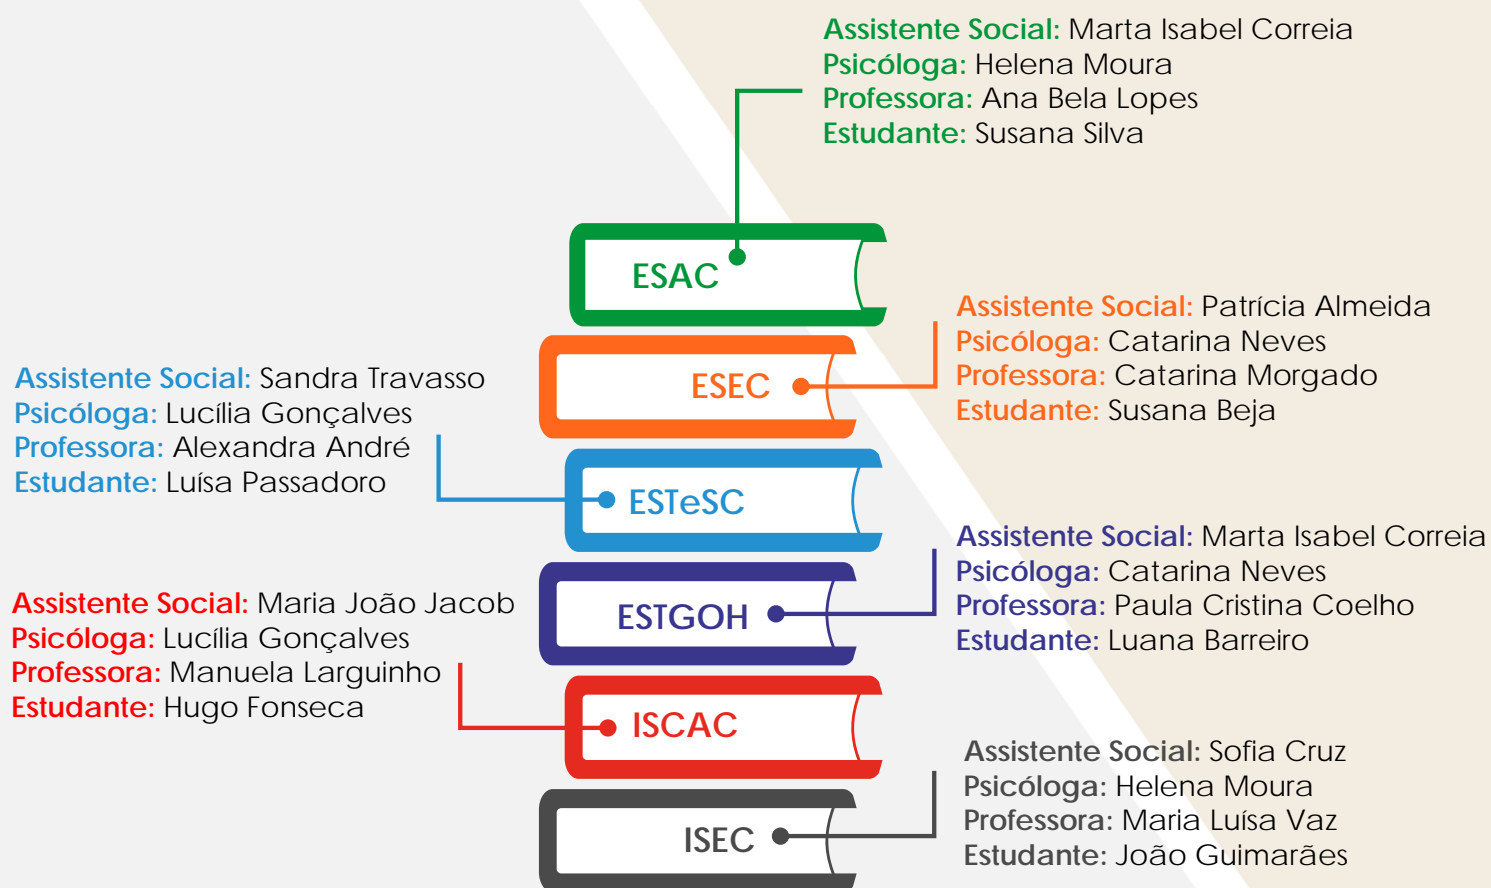 Assistente Social: Marta Isabel Correia
Psicóloga: Helena Moura
Professora: Ana Bela Lopes
Estudante: Susana Silva
ESAC
Assistente Social: Patrícia Almeida
Psicóloga: Catarina Neves
Professora: Catarina Morgado
Estudante: Susana Beja
ESEC
Assistente Social: Sandra Travasso
Psicóloga: Lucília Gonçalves
Professora: Alexandra André
Estudante: Luísa Passadoro
ESTeSC
Assistente Social: Marta Isabel Correia
Psicóloga: Catarina Neves
Professora: Paula Cristina Coelho
Estudante: Luana Barreiro
ESTGOH
Assistente Social: Maria João Jacob
Psicóloga: Lucília Gonçalves
Professora: Manuela Larguinho
Estudante: Hugo Fonseca
ISCAC
Assistente Social: Sofia Cruz
Psicóloga: Helena Moura
Professora: Maria Luísa Vaz
Estudante: João Guimarães
ISEC